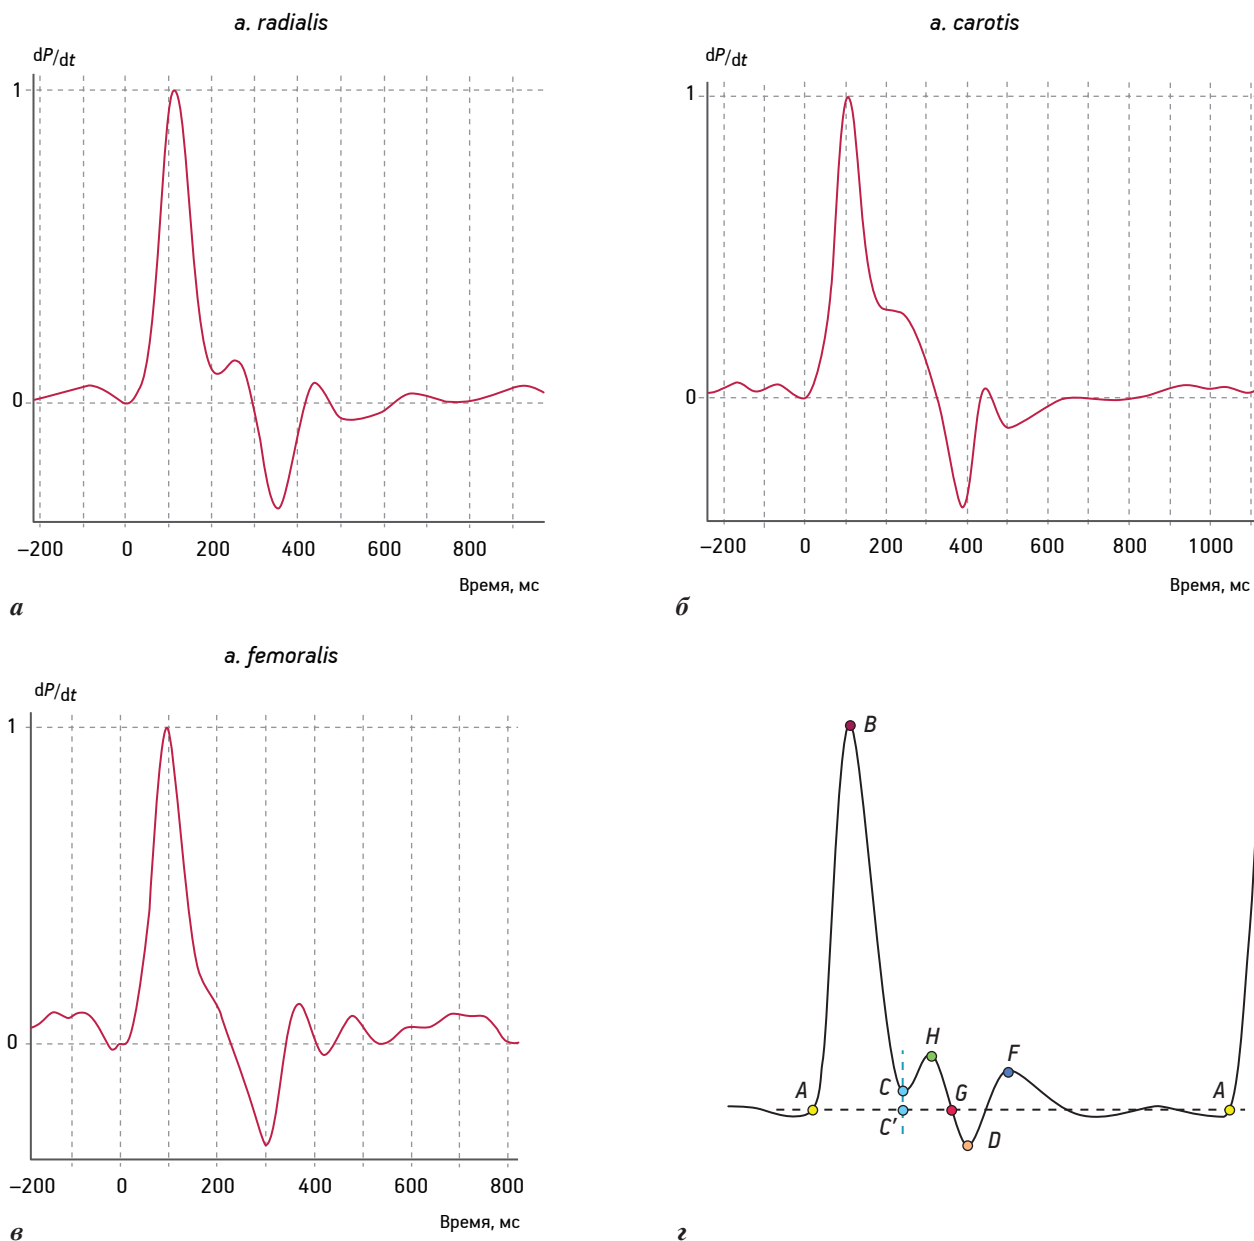 a. radialis
dP/dt
1
0
–200 0 200 400 600 800
Время, мс
а
a. carotis
dP/dt
1
0
–200 0 200 400 600 800 1000
Время, мс
б
a. femoralis
dP/dt
1
0
–200 0 200 400 600 800
Время, мс
в
B
H
F
A C G A
C′ D
г